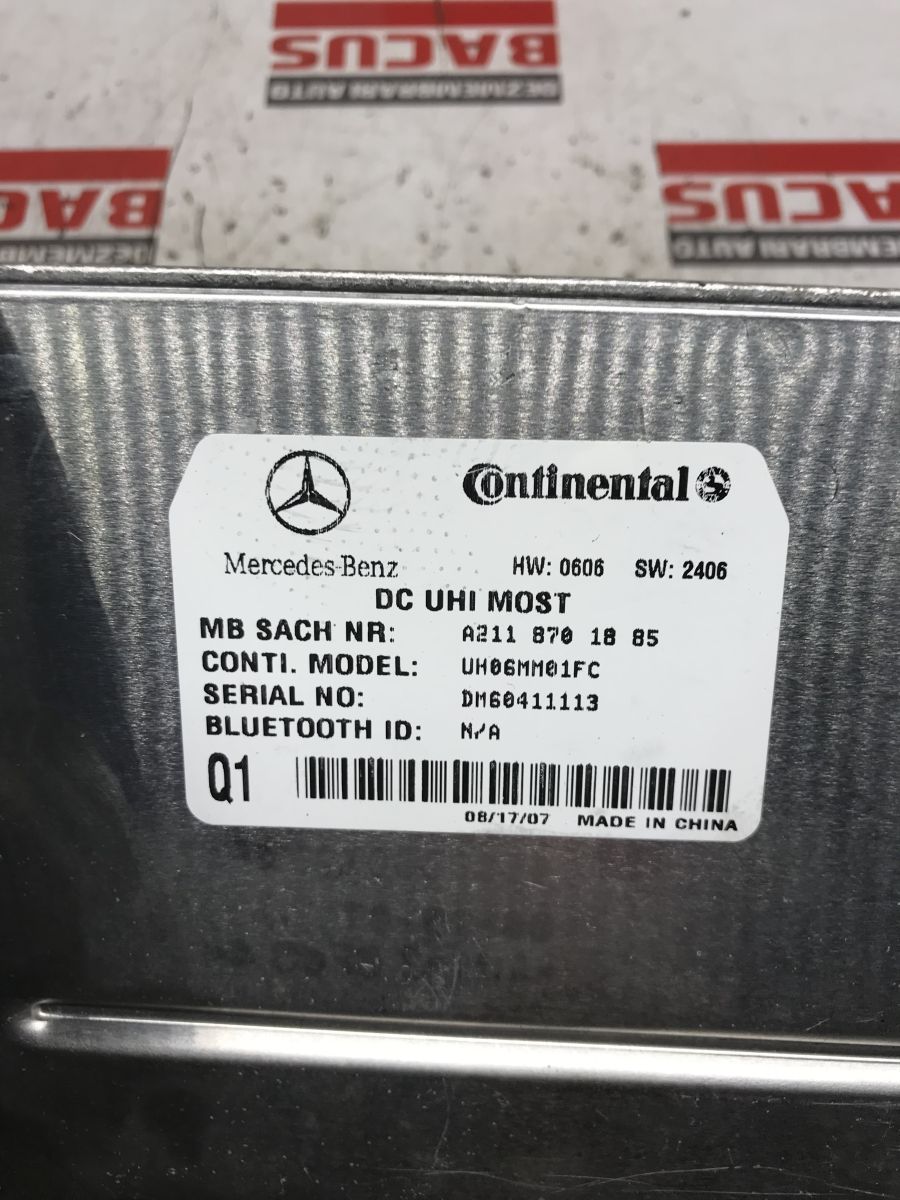 BACUS
DEZMEMBRARI AUTO
BACUS
DEZMEMB
BACUS
DEZMEMBRARI AUTO
Continental
Mercedes-Benz HW: 0606 SW: 2406
DC UHI MOST
MB SACH NR: A211 870 18 85
CONTI. MODEL: UH06MM01FC
SERIAL NO: DM60411113
BLUETOOTH ID: N/A
Q1
08/17/07 MADE IN CHINA